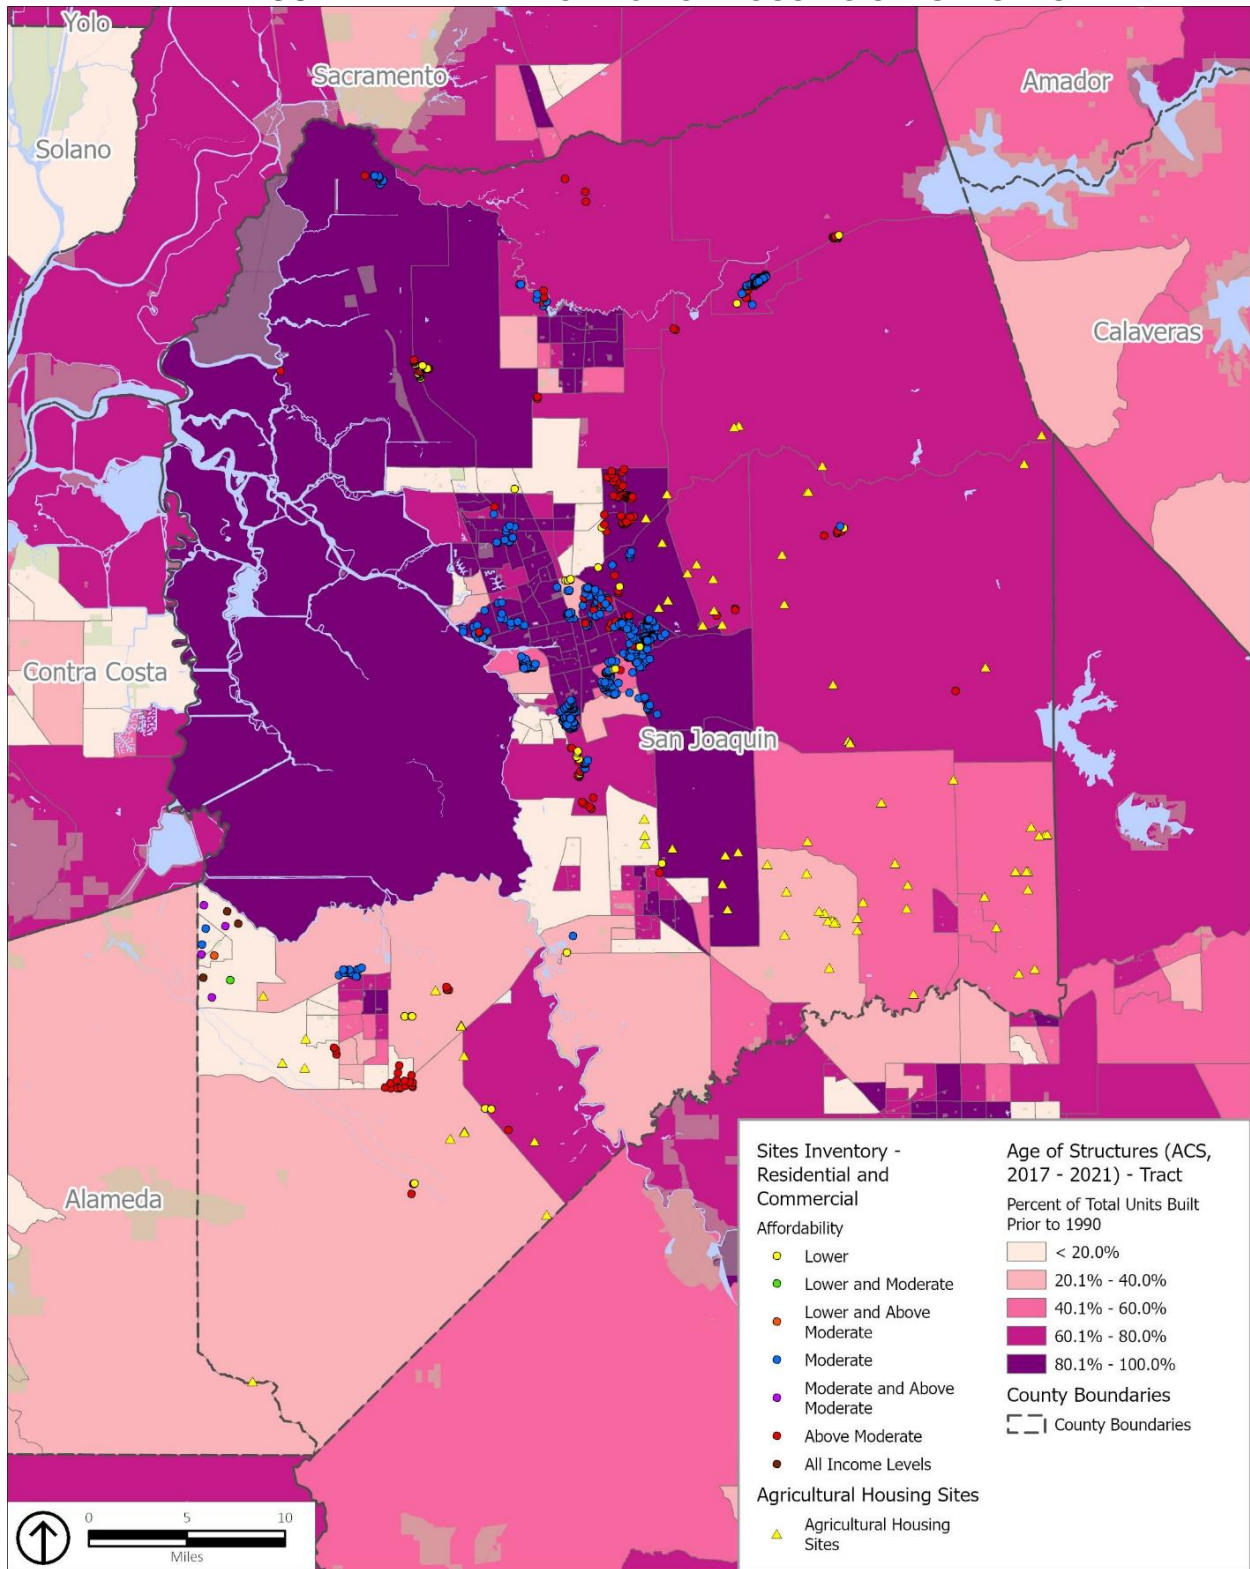 Yolo
Sacramento
Amador
Solano
Calaveras
Contra Costa
San Joaquin
Alameda
Sites Inventory -
Residential and
Commercial
Affordability
Lower
Lower and Moderate
Lower and Above
Moderate
Moderate
Moderate and Above
Moderate
Above Moderate
All Income Levels
Agricultural Housing Sites
Agricultural Housing
Sites
Age of Structures (ACS,
2017 - 2021) - Tract
Percent of Total Units Built
Prior to 1990
< 20.0%
20.1% - 40.0%
40.1% - 60.0%
60.1% - 80.0%
80.1% - 100.0%
County Boundaries
County Boundaries
0 5 10
Miles